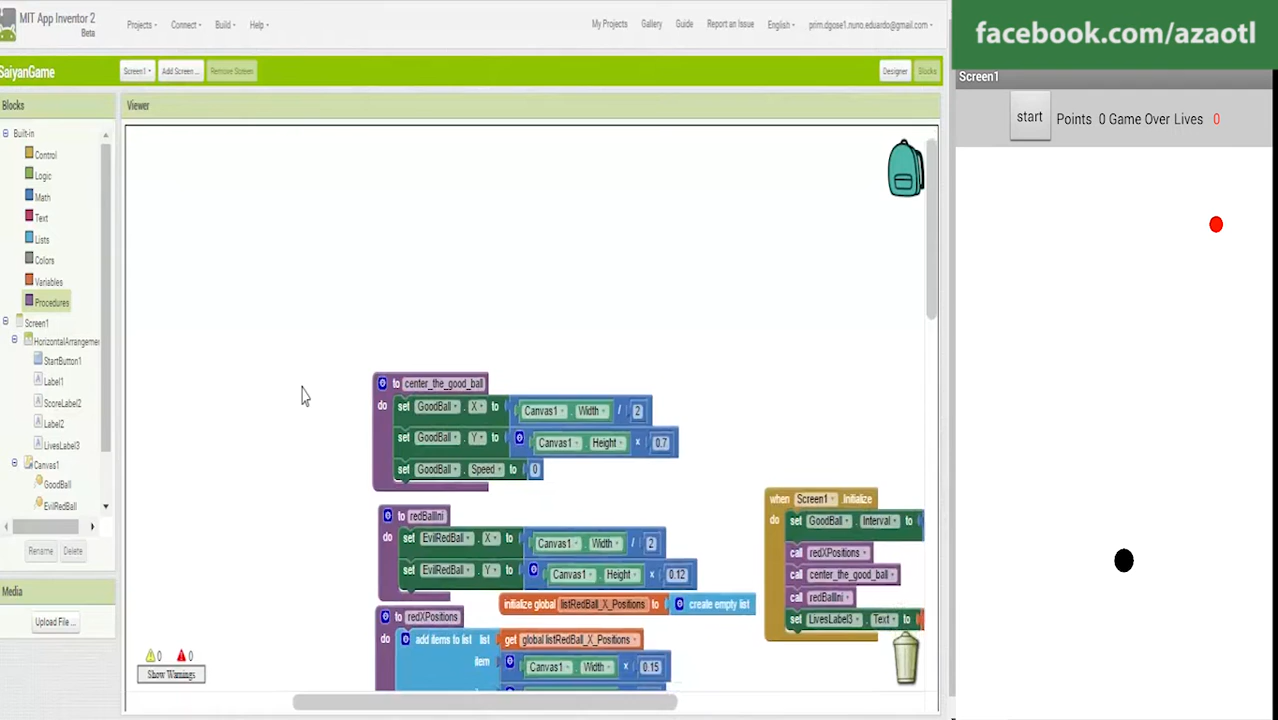 MIT App Inventor 2
Beta
Projects Connect Build Help
My Projects Gallery Guide Report an Issue English prim.dgose1.nuno.eduardo@gmail.com
facebook.com/azaotl
SaiyanGame
Screen1 Add Screen ... Remove Screen
Designer Blocks
Screen1
start Points 0 Game Over Lives 0
Blocks
Viewer
Built-in
Control
Logic
Math
Text
Lists
Colors
Variables
Procedures
Screen1
HorizontalArrangeme
StartButton1
Label1
ScoreLabel2
Label2
LivesLabel3
Canvas1
GoodBall
EvilRedBall
Rename Delete
Media
Upload File ...
to center_the_good_ball
do set GoodBall . X to Canvas1 . Width / 2
set GoodBall . Y to Canvas1 . Height x 0.7
set GoodBall . Speed to 0
to redBallIni
do set EvilRedBall . X to Canvas1 . Width / 2
set EvilRedBall . Y to Canvas1 . Height x 0.12
initialize global listRedBall_X_Positions to create empty list
to redXPositions
do add items to list list get global listRedBall_X_Positions
item Canvas1 . Width x 0.15
when Screen1 .Initialize
do set GoodBall . Interval to
call redXPositions
call center_the_good_ball
call redBallIni
set LivesLabel3 . Text to
0 0
Show Warnings